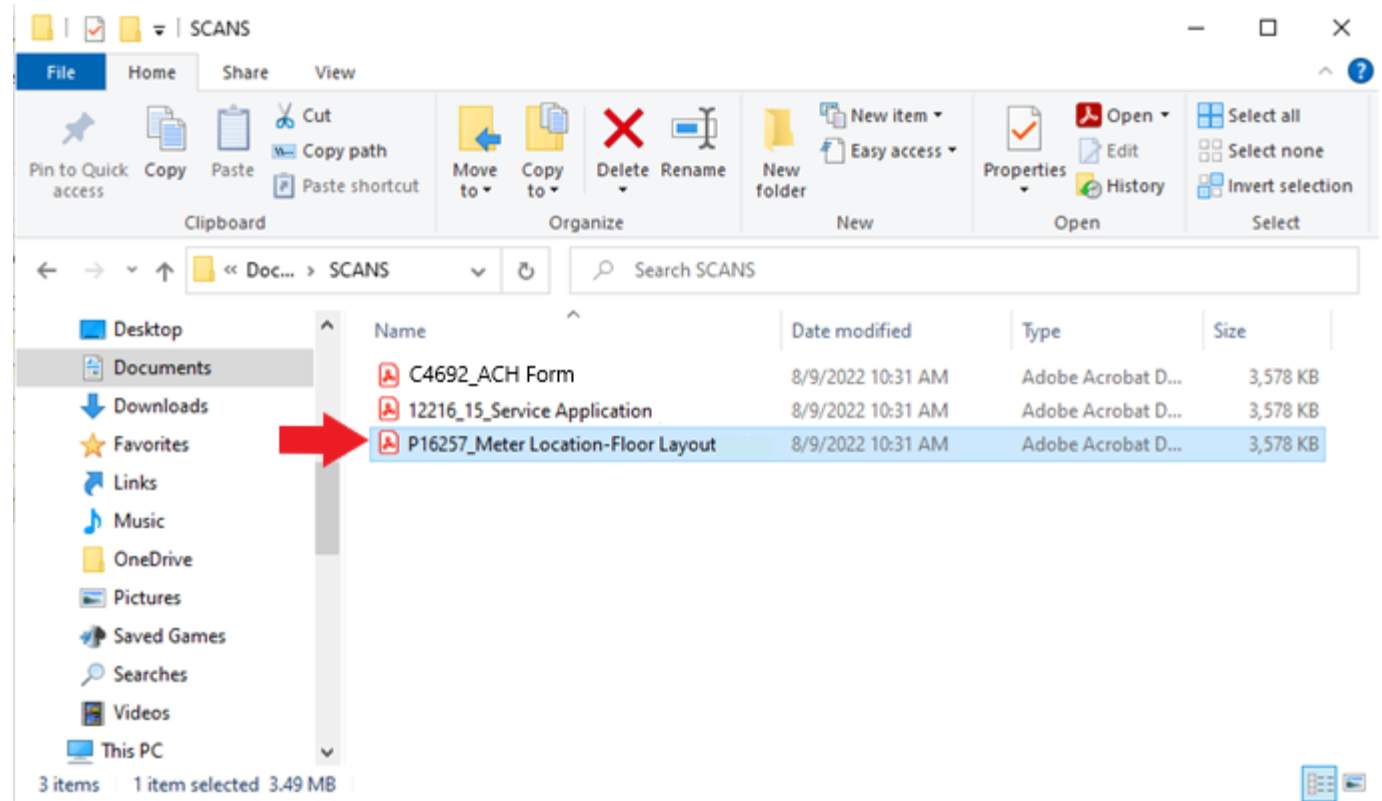 SCANS
File Home Share View
Pin to Quick access
Copy
Paste
Cut
Copy path
Paste shortcut
Clipboard
Move to
Copy to
Delete
Rename
Organize
New folder
New item
Easy access
New
Properties
Open
Edit
History
Open
Select all
Select none
Invert selection
Select
« Doc... › SCANS
Search SCANS
Desktop
Documents
Downloads
Favorites
Links
Music
OneDrive
Pictures
Saved Games
Searches
Videos
This PC
Name Date modified Type Size
C4692_ACH Form 8/9/2022 10:31 AM Adobe Acrobat D... 3,578 KB
12216_15_Service Application 8/9/2022 10:31 AM Adobe Acrobat D... 3,578 KB
P16257_Meter Location-Floor Layout 8/9/2022 10:31 AM Adobe Acrobat D... 3,578 KB
3 items 1 item selected 3.49 MB